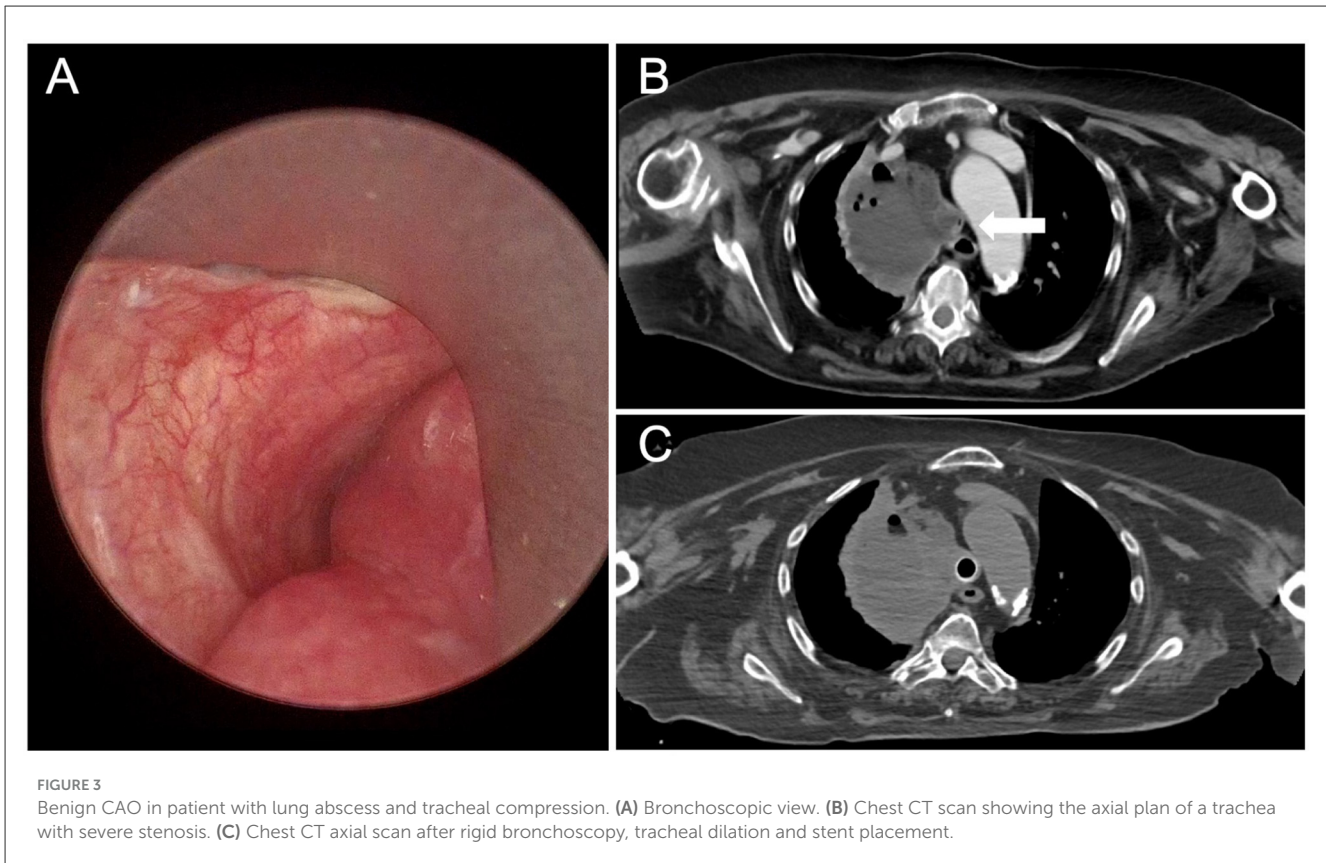 A
B
C
FIGURE 3
Benign CAO in patient with lung abscess and tracheal compression. (A) Bronchoscopic view. (B) Chest CT scan showing the axial plan of a trachea
with severe stenosis. (C) Chest CT axial scan after rigid bronchoscopy, tracheal dilation and stent placement.